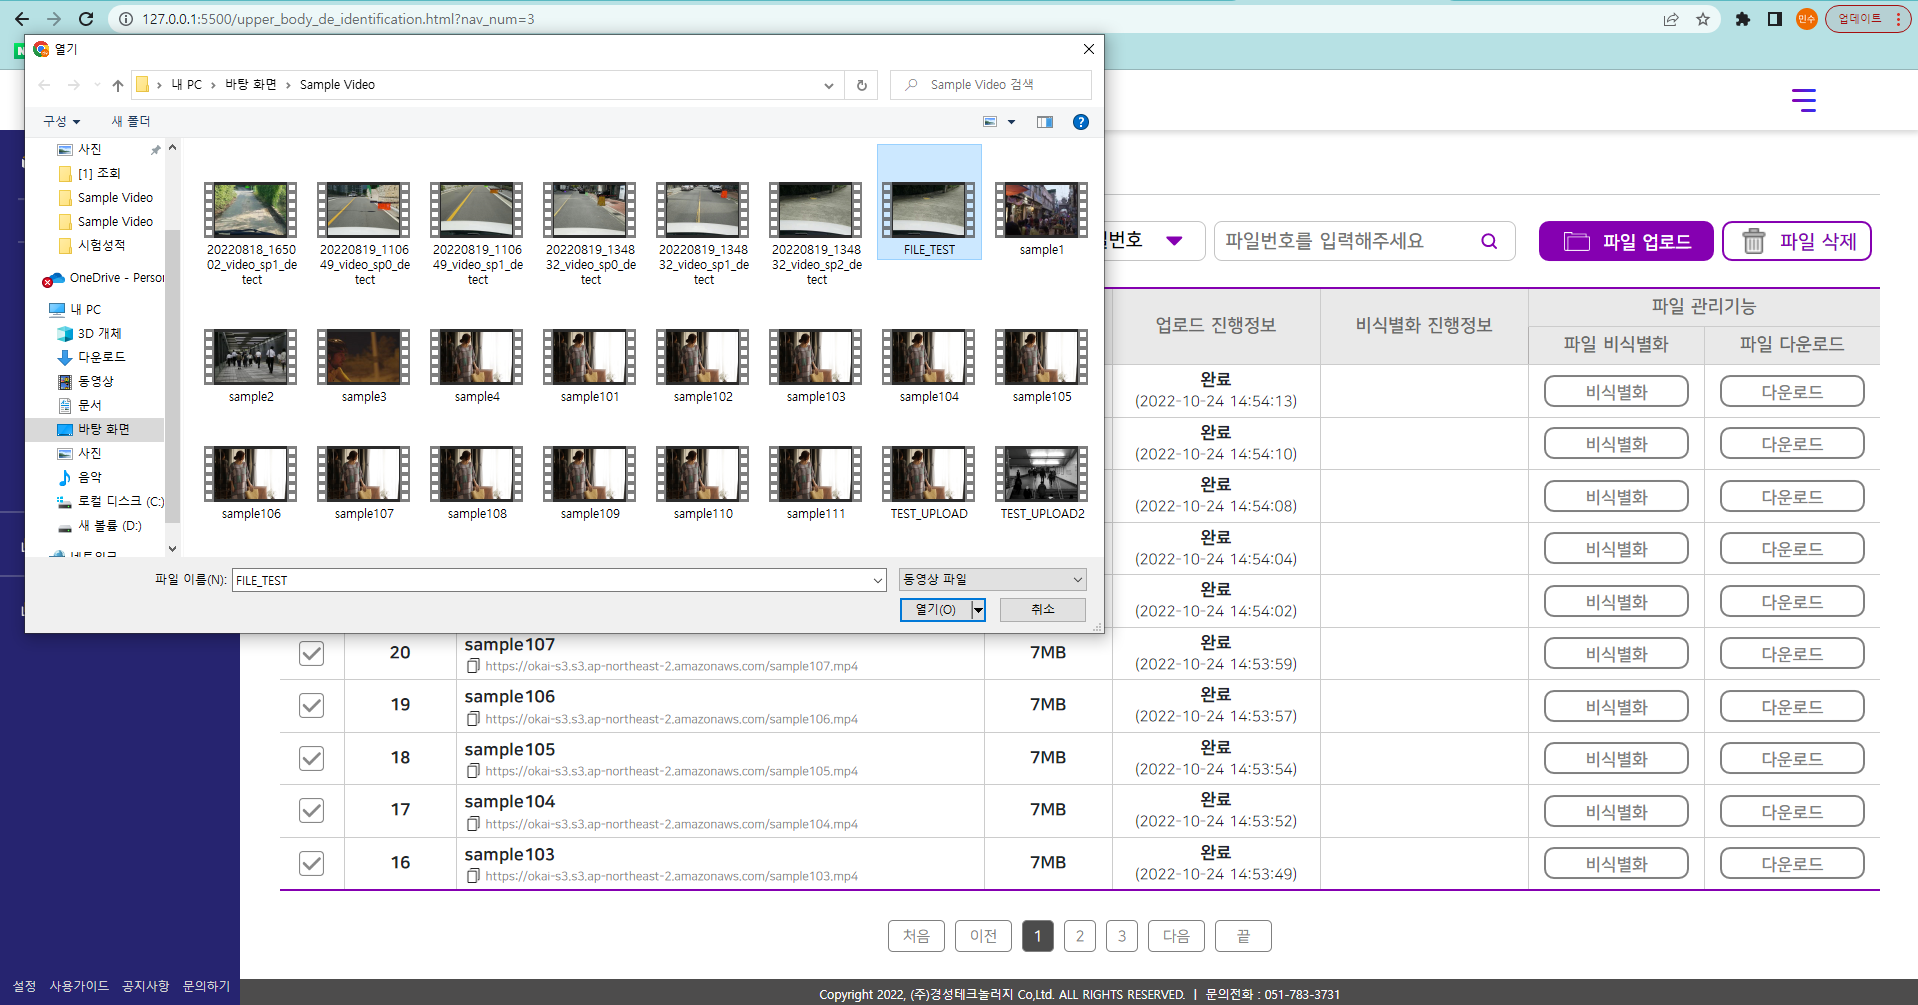 127.0.0.1:5500/upper_body_de_identification.html?nav_num=3
인수
업데이트
열기
내 PC > 바탕 화면 > Sample Video
Sample Video 검색
구성
새 폴더
사진
[1] 조회
Sample Video
Sample Video
시험성적
OneDrive - Person
내 PC
3D 개체
다운로드
동영상
문서
바탕 화면
사진
음악
로컬 디스크 (C:)
새 볼륨 (D:)
네트워크
20220818_165002_video_sp1_detect
20220819_110649_video_sp0_detect
20220819_110649_video_sp1_detect
20220819_134832_video_sp0_detect
20220819_134832_video_sp1_detect
20220819_134832_video_sp2_detect
FILE_TEST
sample1
sample2
sample3
sample4
sample101
sample102
sample103
sample104
sample105
sample106
sample107
sample108
sample109
sample110
sample111
TEST_UPLOAD
TEST_UPLOAD2
파일 이름(N):
FILE_TEST
동영상 파일
열기(O)
취소
번호
파일번호를 입력해주세요
파일 업로드
파일 삭제
업로드 진행정보
비식별화 진행정보
파일 관리기능
파일 비식별화
파일 다운로드
완료
(2022-10-24 14:54:13)
비식별화
다운로드
완료
(2022-10-24 14:54:10)
비식별화
다운로드
완료
(2022-10-24 14:54:08)
비식별화
다운로드
완료
(2022-10-24 14:54:04)
비식별화
다운로드
완료
(2022-10-24 14:54:02)
비식별화
다운로드
20
sample107
https://okai-s3.s3.ap-northeast-2.amazonaws.com/sample107.mp4
7MB
완료
(2022-10-24 14:53:59)
비식별화
다운로드
19
sample106
https://okai-s3.s3.ap-northeast-2.amazonaws.com/sample106.mp4
7MB
완료
(2022-10-24 14:53:57)
비식별화
다운로드
18
sample105
https://okai-s3.s3.ap-northeast-2.amazonaws.com/sample105.mp4
7MB
완료
(2022-10-24 14:53:54)
비식별화
다운로드
17
sample104
https://okai-s3.s3.ap-northeast-2.amazonaws.com/sample104.mp4
7MB
완료
(2022-10-24 14:53:52)
비식별화
다운로드
16
sample103
https://okai-s3.s3.ap-northeast-2.amazonaws.com/sample103.mp4
7MB
완료
(2022-10-24 14:53:49)
비식별화
다운로드
처음 이전 1 2 3 다음 끝
설정 사용가이드 공지사항 문의하기
Copyright 2022, (주)경성테크놀러지 Co,Ltd. ALL RIGHTS RESERVED. | 문의전화 : 051-783-3731